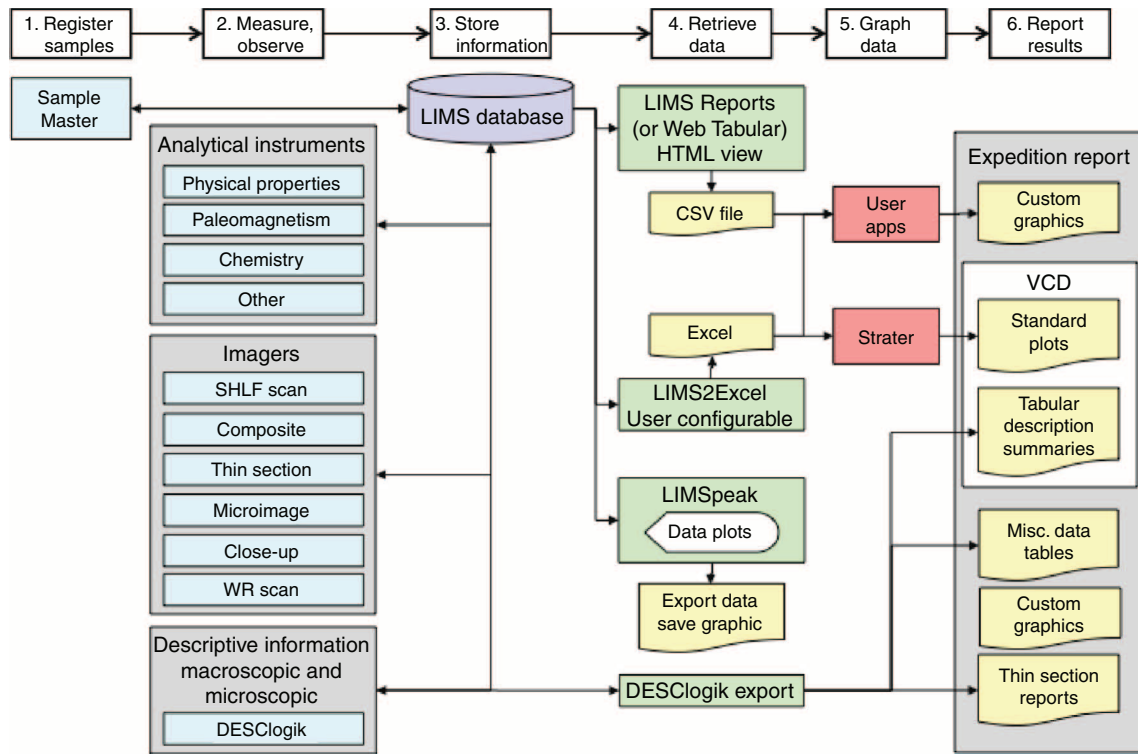 1. Register
samples
2. Measure,
observe
3. Store
information
4. Retrieve
data
5. Graph
data
6. Report
results
Sample
Master
LIMS database
Analytical instruments
Physical properties
Paleomagnetism
Chemistry
Other
Imagers
SHLF scan
Composite
Thin section
Microimage
Close-up
WR scan
Descriptive information
macroscopic and
microscopic
DESClogik
LIMS Reports
(or Web Tabular)
HTML view
CSV file
Excel
LIMS2Excel
User configurable
LIMSpeak
Data plots
Export data
save graphic
DESClogik export
User
apps
Strater
Expedition report
Custom
graphics
VCD
Standard
plots
Tabular
description
summaries
Misc. data
tables
Custom
graphics
Thin section
reports